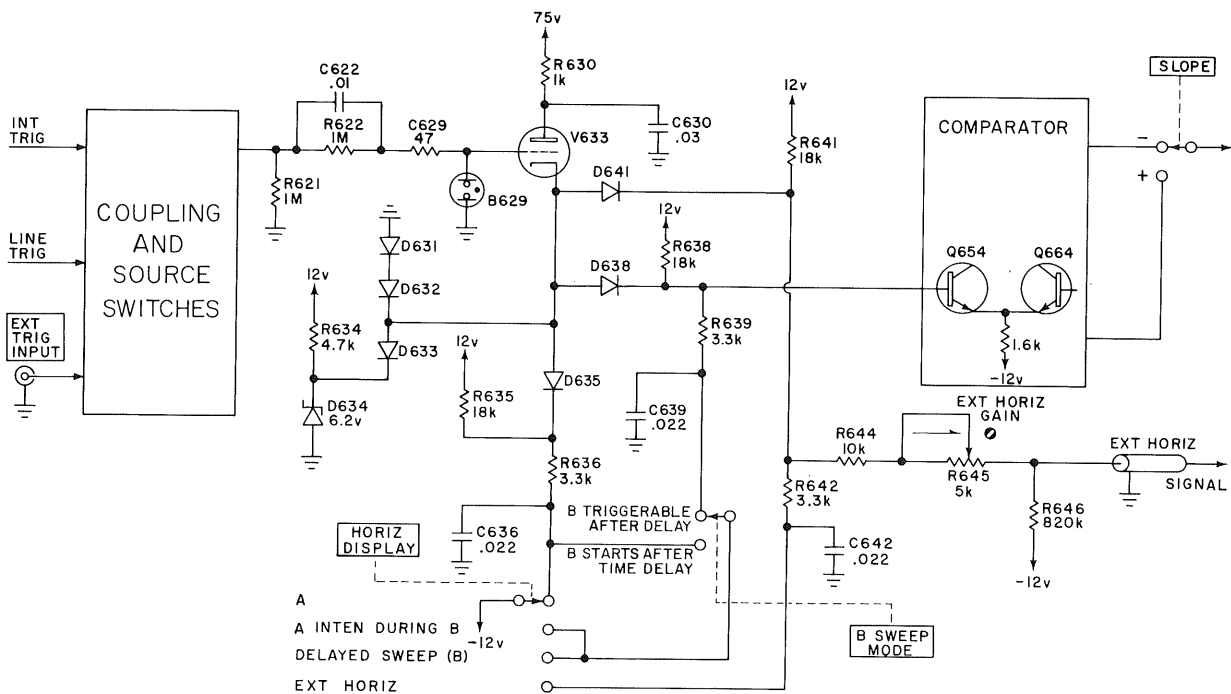 75v
R630
1k
C622
.01
R622
1M
C629
47
V633
C630
.03
12v
R641
18k
SLOPE
COMPARATOR
-
+
INT
TRIG
LINE
TRIG
EXT
TRIG
INPUT
COUPLING
AND
SOURCE
SWITCHES
R621
1M
B629
D641
D631
D632
D633
12v
R634
4.7k
D634
6.2v
12v
R638
18k
D638
Q654
Q664
1.6k
-12v
R639
3.3k
12v
R635
18k
D635
C639
.022
EXT HORIZ
GAIN
R644
10k
R645
5k
EXT HORIZ
SIGNAL
R646
820k
-12v
R636
3.3k
R642
3.3k
C636
.022
C642
.022
B TRIGGERABLE
AFTER DELAY
B STARTS AFTER
TIME DELAY
HORIZ
DISPLAY
B SWEEP
MODE
A
-12v
A INTEN DURING B
DELAYED SWEEP (B)
EXT HORIZ